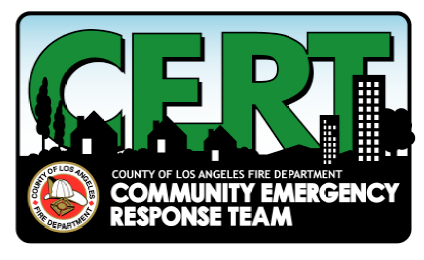 CERT
COUNTY OF LOS ANGELES
FIRE DEPARTMENT
COUNTY OF LOS ANGELES FIRE DEPARTMENT
COMMUNITY EMERGENCY
RESPONSE TEAM